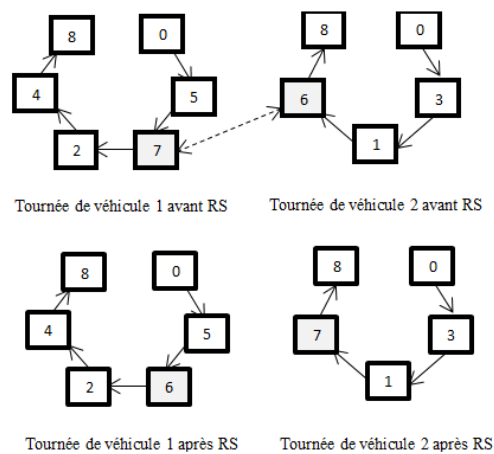 8 0 8 0
4 5 6 3
2 7 1
Tournée de véhicule 1 avant RS Tournée de véhicule 2 avant RS
8 0 8 0
4 5 7 3
2 6 1
Tournée de véhicule 1 après RS Tournée de véhicule 2 après RS